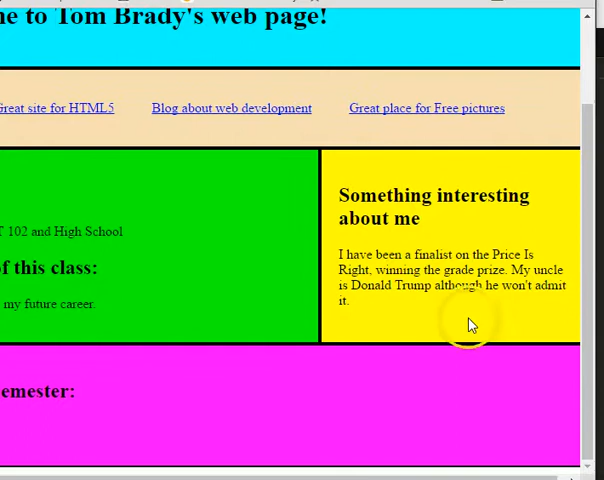 ne to Tom Brady's web page!
Great site for HTML5 Blog about web development Great place for Free pictures
Something interesting
about me
T 102 and High School
I have been a finalist on the Price Is
of this class:
Right, winning the grade prize. My uncle
is Donald Trump although he won't admit
my future career.
it.
emester: